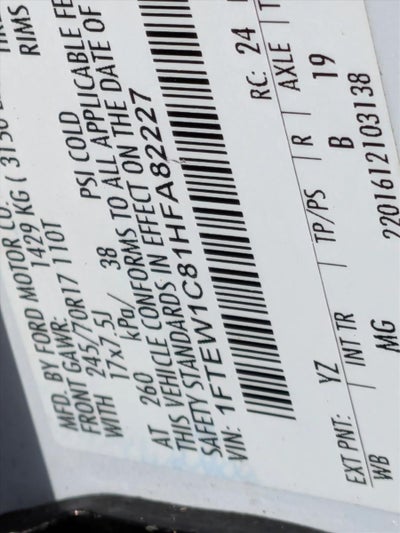 MFD. BY FORD MOTOR CO.
FRONT GAWR: 1429 KG ( 3150
245/70R17 110T
WITH 17x7.5J RIMS
AT 260 kPa/ 38 PSI COLD
THIS VEHICLE CONFORMS TO ALL APPLICABLE FE
SAFETY STANDARDS IN EFFECT ON THE DATE OF
VIN: 1FTEW1C81HFA82227
EXT PNT: YZ RC: 24
WB INT TR TP/PS R AXLE
MG B 19
2201612103138